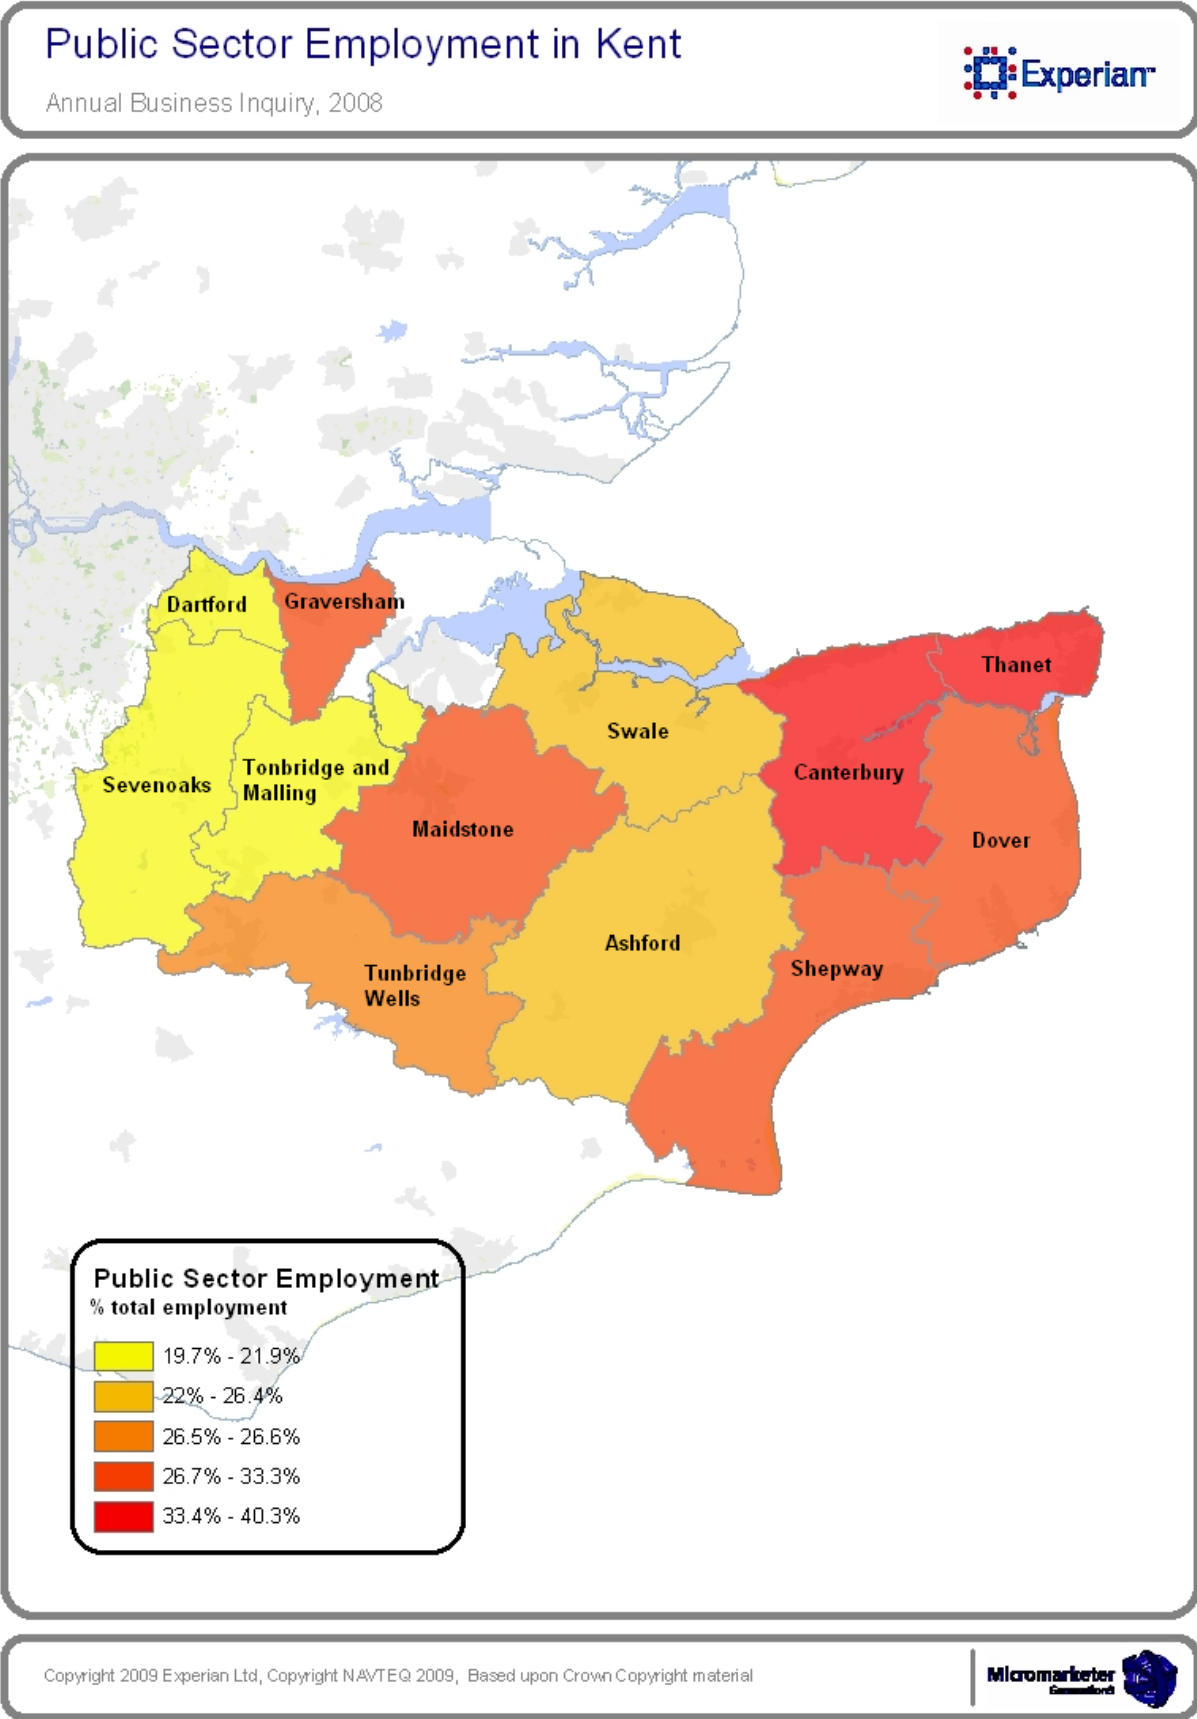 Public Sector Employment in Kent
Annual Business Inquiry, 2008
Experian™
Dartford
Graversham
Thanet
Swale
Sevenoaks
Tonbridge and
Malling
Canterbury
Maidstone
Dover
Ashford
Shepway
Tunbridge
Wells
Public Sector Employment
% total employment
19.7% - 21.9%
22% - 26.4%
26.5% - 26.6%
26.7% - 33.3%
33.4% - 40.3%
Copyright 2009 Experian Ltd, Copyright NAVTEQ 2009, Based upon Crown Copyright material
Micromarketer